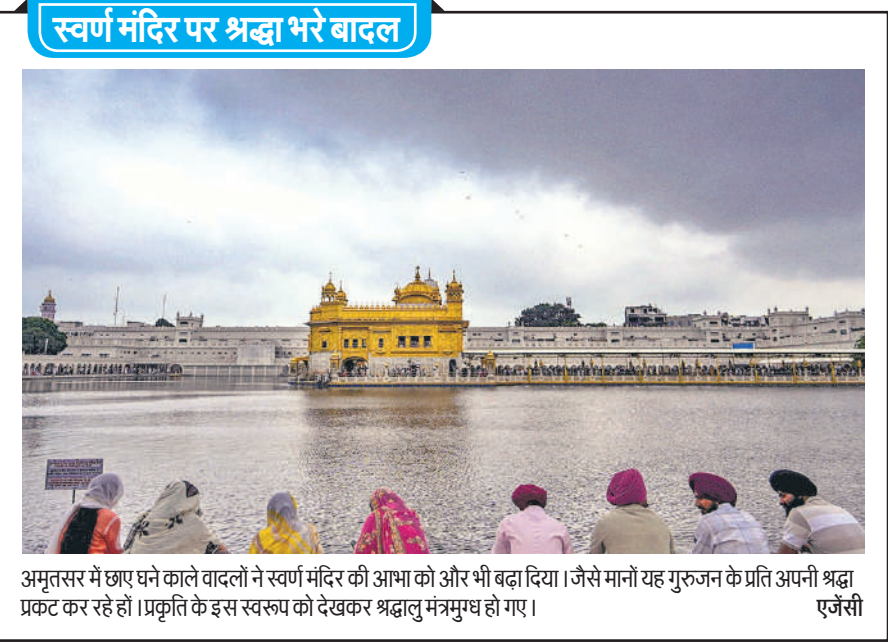 स्वर्ण मंदिर पर श्रद्धा भरे बादल
अमृतसर में छाए घने काले वादलों ने स्वर्ण मंदिर की आभा को और भी बढ़ा दिया। जैसे मानों यह गुरुजन के प्रति अपनी श्रद्धा
प्रकट कर रहे हों। प्रकृति के इस स्वरूप को देखकर श्रद्धालु मंत्रमुग्ध हो गए। एजेंसी